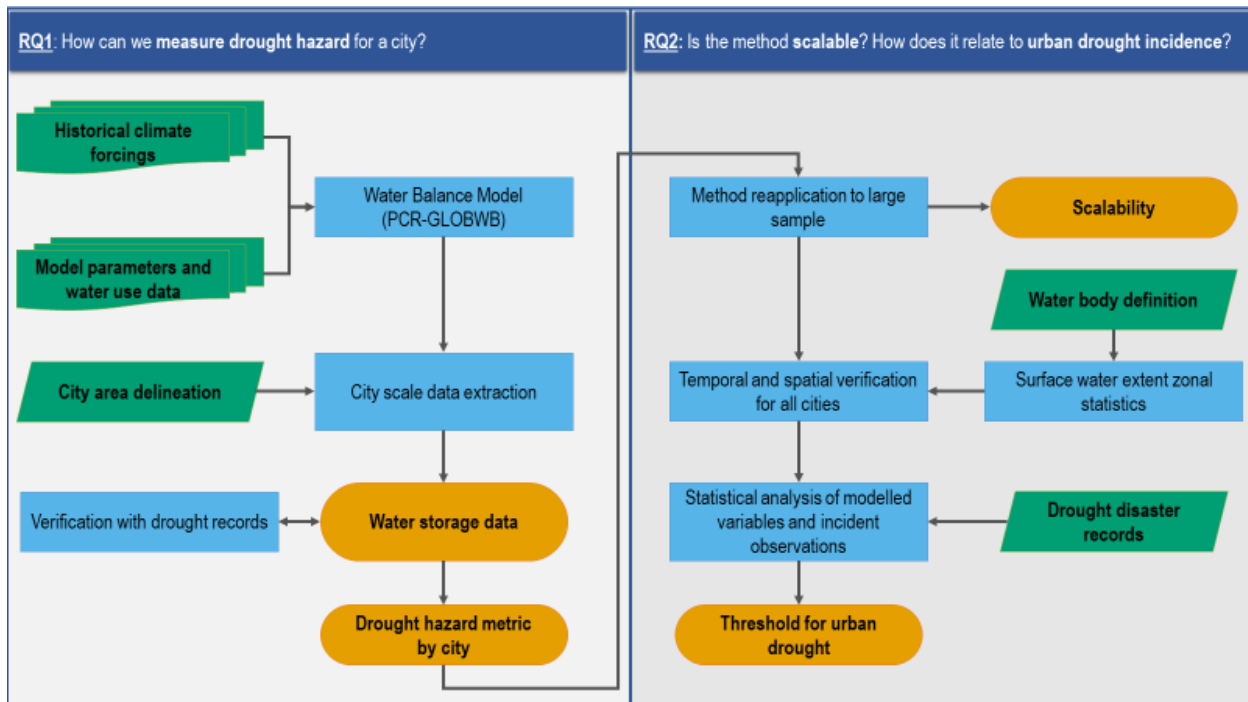 RQ1: How can we measure drought hazard for a city?
Historical climate
forcings
Water Balance Model
(PCR-GLOBWB)
Model parameters and
water use data
City area delineation
City scale data extraction
Verification with drought records
Water storage data
Drought hazard metric
by city
RQ2: Is the method scalable? How does it relate to urban drought incidence?
Method reapplication to large
sample
Scalability
Water body definition
Temporal and spatial verification
for all cities
Surface water extent zonal
statistics
Statistical analysis of modelled
variables and incident
observations
Drought disaster
records
Threshold for urban
drought